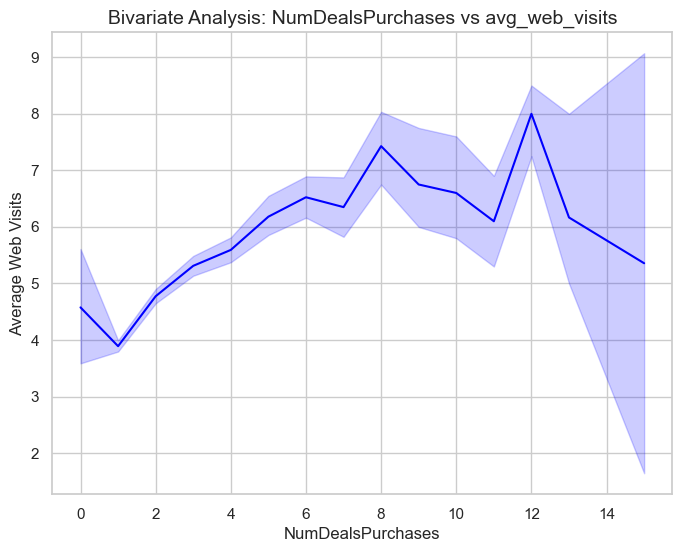 Bivariate Analysis: NumDealsPurchases vs avg_web_visits
9
8
7
6
5
4
3
2
Average Web Visits
0 2 4 6 8 10 12 14
NumDealsPurchases